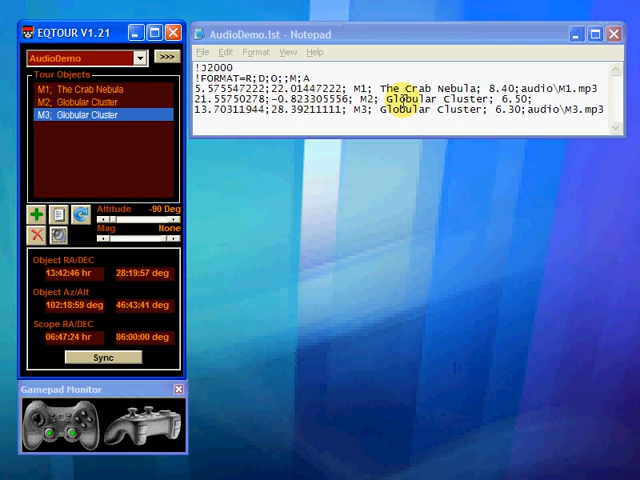 EQTOUR V1.21
AudioDemo
>>>
Tour Objects
M1;  The Crab Nebula
M2;  Globular Cluster
M3;  Globular Cluster
Altitude -90 Deg
Mag None
Object RA/DEC
13:42:46 hr 28:19:57 deg
Object Az/Alt
102:18:59 deg 46:43:41 deg
Scope RA/DEC
06:47:24 hr 86:00:00 deg
Sync
Gamepad Monitor
AudioDemo.lst - Notepad
File Edit Format View Help
!J2000
!FORMAT=R;D;O;;M;A
5.575547222;22.01447222; M1; The Crab Nebula; 8.40;audio\M1.mp3
21.55750278;-0.823305556; M2; Globular Cluster; 6.50;
13.70311944;28.39211111; M3; Globular Cluster; 6.30;audio\M3.mp3